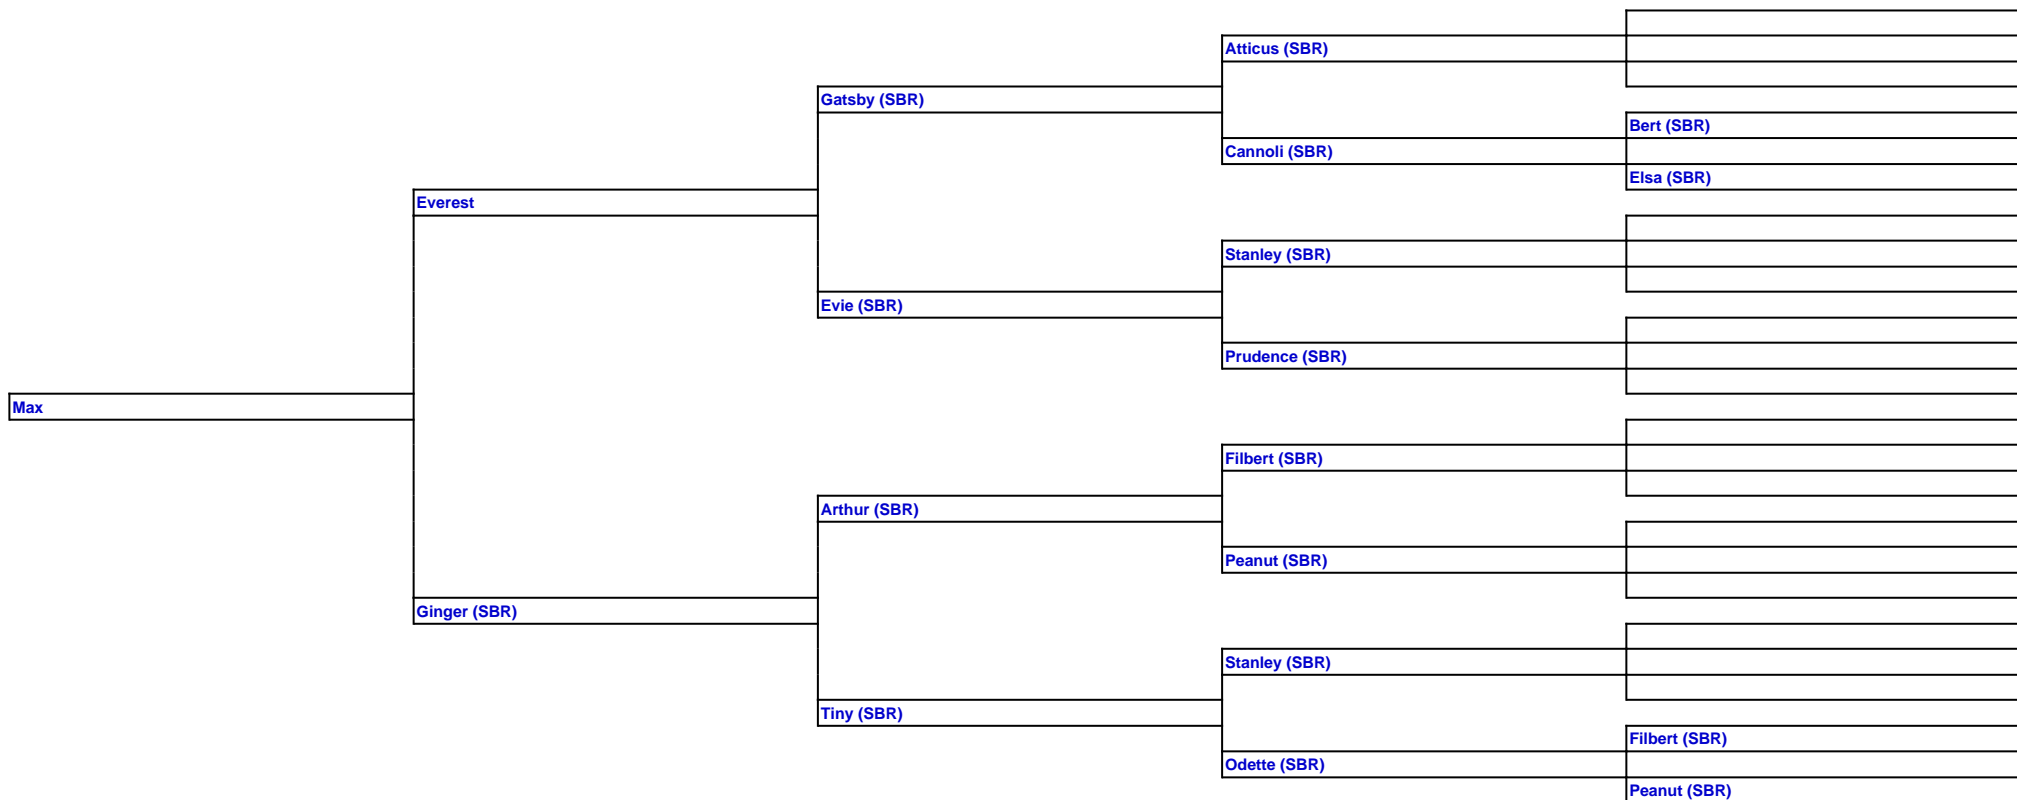 Atticus (SBR)
Gatsby (SBR)
Bert (SBR)
Cannoli (SBR)
Elsa (SBR)
Everest
Stanley (SBR)
Evie (SBR)
Prudence (SBR)
Max
Filbert (SBR)
Arthur (SBR)
Peanut (SBR)
Ginger (SBR)
Stanley (SBR)
Tiny (SBR)
Filbert (SBR)
Odette (SBR)
Peanut (SBR)